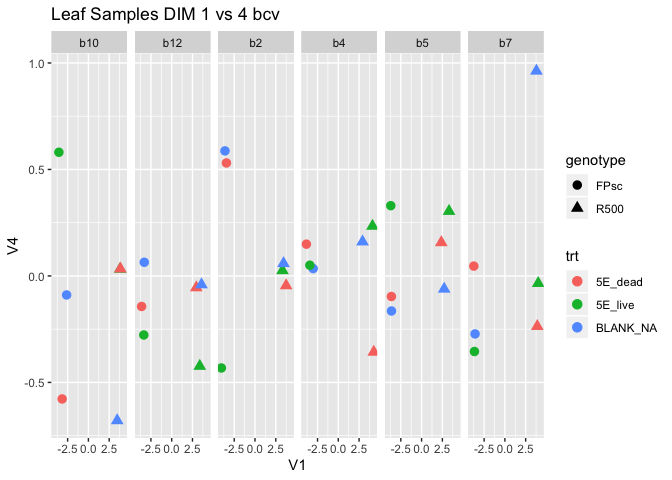 Leaf Samples DIM 1 vs 4 bcv
b10 b12 b2 b4 b5 b7
1.0
0.5
0.0
-0.5
V4
-2.5 0.0 2.5 -2.5 0.0 2.5 -2.5 0.0 2.5 -2.5 0.0 2.5 -2.5 0.0 2.5 -2.5 0.0 2.5
V1
genotype
FPsc
R500
trt
5E_dead
5E_live
BLANK_NA